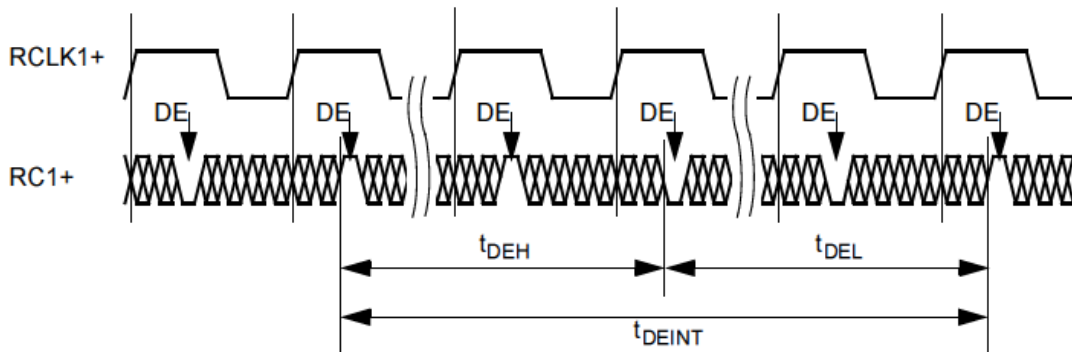 RCLK1+
DE DE DE DE DE DE
RC1+
tDEH tDEL
tDEINT